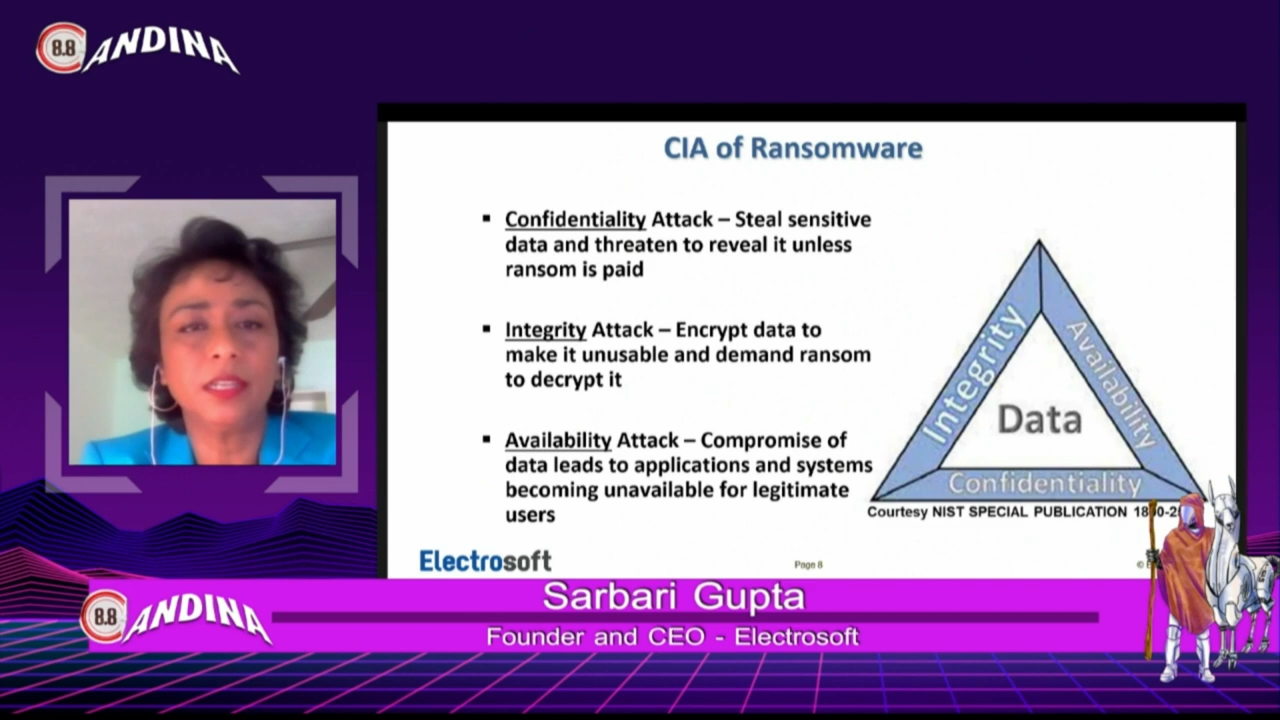 8.8 ANDINA
CIA of Ransomware
▪ Confidentiality Attack – Steal sensitive
data and threaten to reveal it unless
ransom is paid
▪ Integrity Attack – Encrypt data to
make it unusable and demand ransom
to decrypt it
▪ Availability Attack – Compromise of
data leads to applications and systems
becoming unavailable for legitimate
users
Integrity
Availability
Data
Confidentiality
Courtesy NIST SPECIAL PUBLICATION
Electrosoft
Page 8
©
8.8 ANDINA
Sarbari Gupta
Founder and CEO - Electrosoft